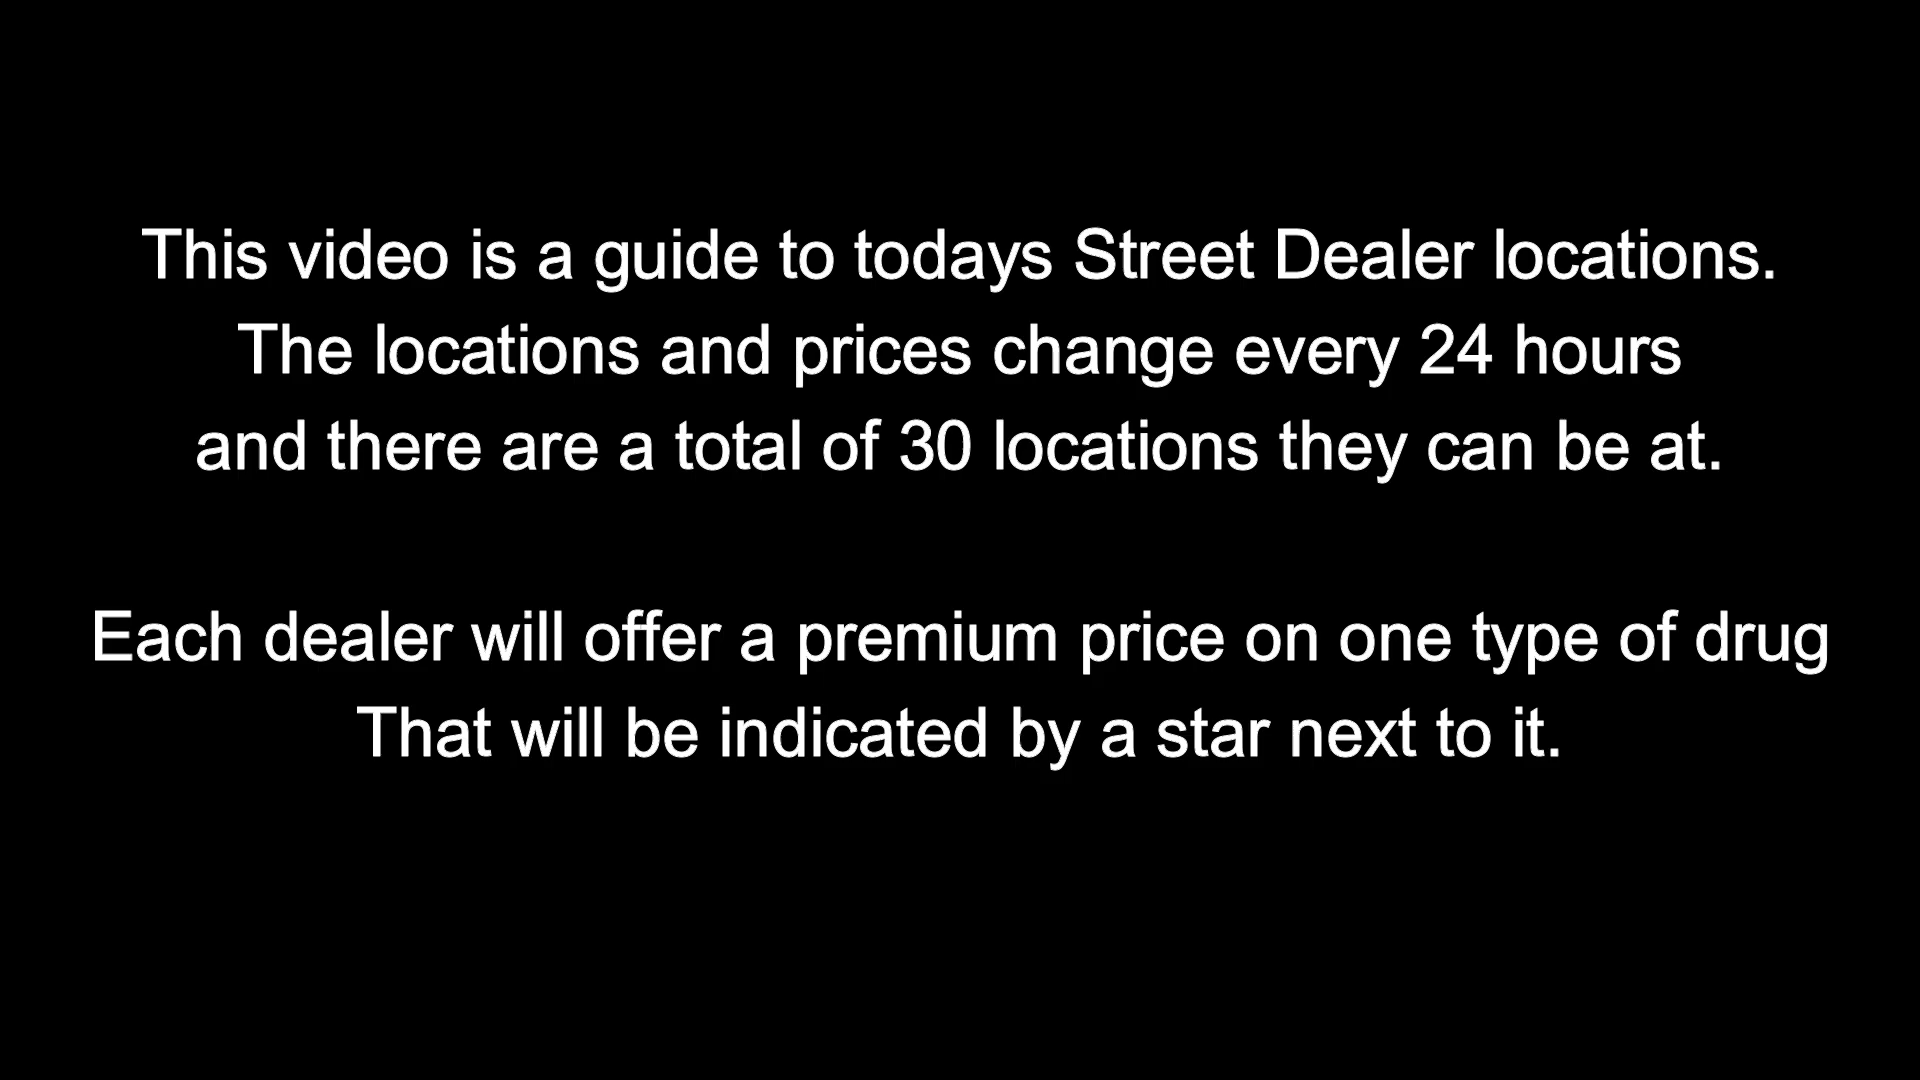 This video is a guide to todays Street Dealer locations.
The locations and prices change every 24 hours
and there are a total of 30 locations they can be at.
Each dealer will offer a premium price on one type of drug
That will be indicated by a star next to it.